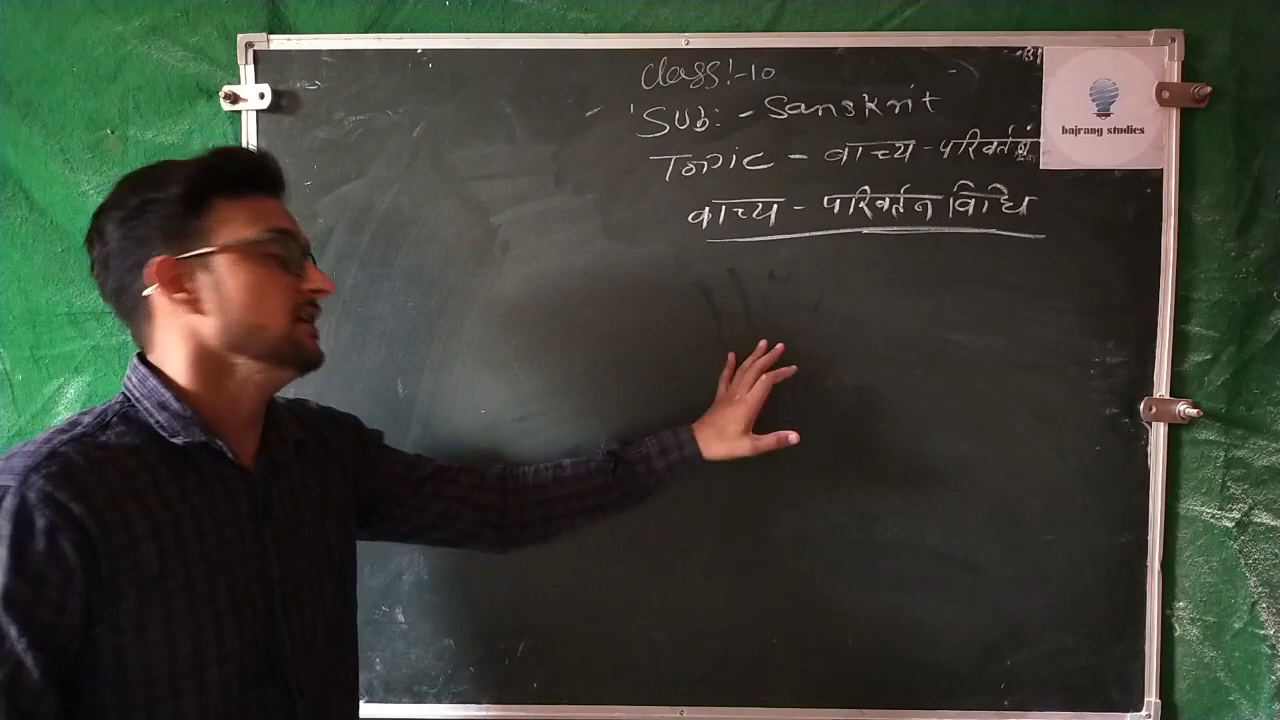 Class:-10
Sub:- Sanskrit
Topic - वाच्य - परिवर्तनं
वाच्य - परिवर्तन विधि
bajrang studies